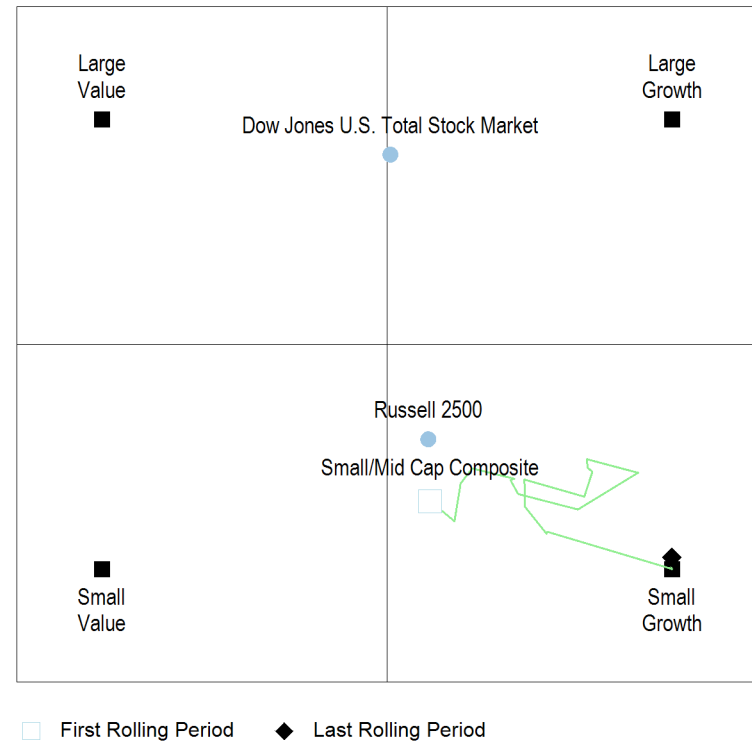 Large
Value
Large
Growth
Dow Jones U.S. Total Stock Market
Russell 2500
Small/Mid Cap Composite
Small
Value
Small
Growth
First Rolling Period
Last Rolling Period